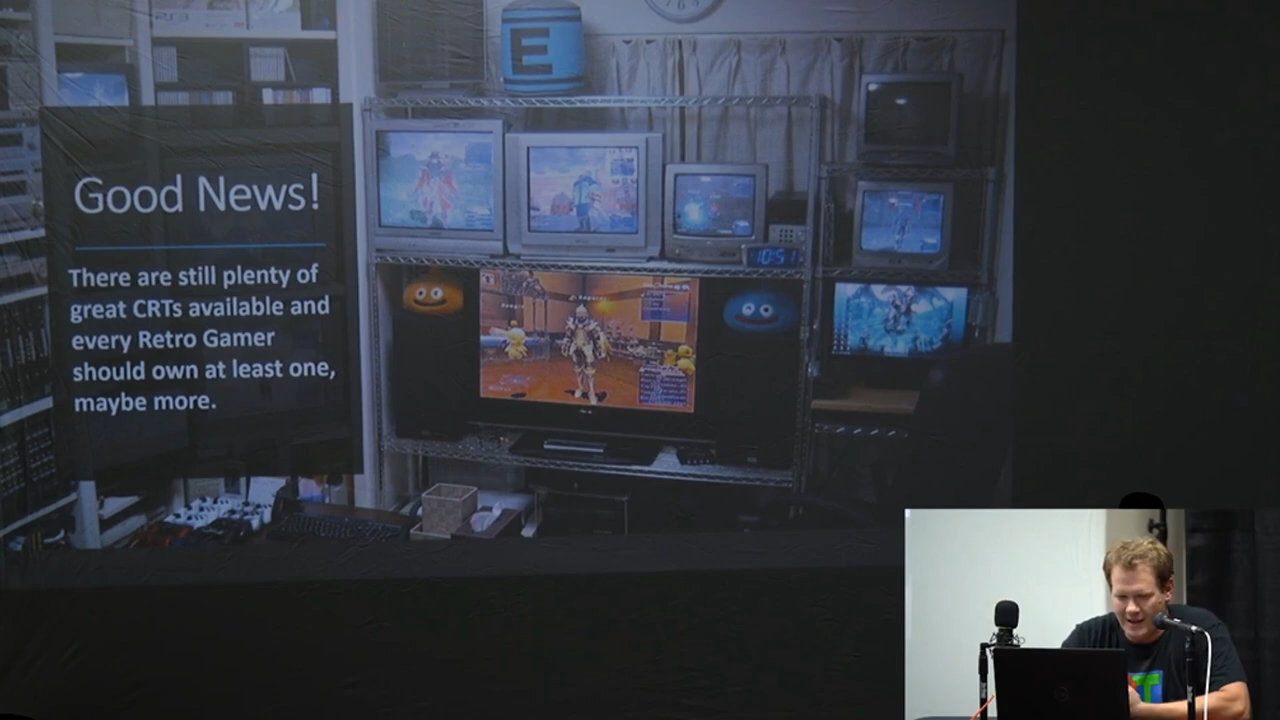 E
10:51
Good News!
There are still plenty of
great CRTs available and
every Retro Gamer
should own at least one,
maybe more.